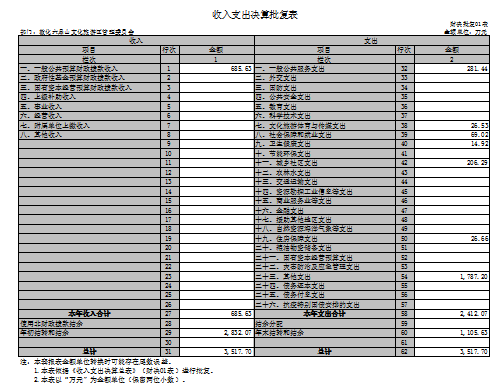 收入支出决算批复表
财决批复01表
金额单位：万元
收入 支出
项目 行次 金额 项目 行次 金额
栏次 1 栏次 2
一、一般公共预算财政拨款收入 1 685.63 一、一般公共服务支出 32 281.44
二、政府性基金预算财政拨款收入 2 二、外交支出 33
三、国有资本经营预算财政拨款收入 3 三、国防支出 34
四、上级补助收入 4 四、公共安全支出 35
五、事业收入 5 五、教育支出 36
六、经营收入 6 六、科学技术支出 37
七、附属单位上缴收入 7 七、文化旅游体育与传媒支出 38 26.53
八、其他收入 8 八、社会保障和就业支出 39 69.02
9 九、卫生健康支出 40 14.92
10 十、节能环保支出 41
11 十一、城乡社区支出 42 206.29
12 十二、农林水支出 43
13 十三、交通运输支出 44
14 十四、资源勘探工业信息等支出 45
15 十五、商业服务业等支出 46
16 十六、金融支出 47
17 十七、援助其他地区支出 48
18 十八、自然资源海洋气象等支出 49
19 十九、住房保障支出 50 26.66
20 二十、粮油物资储备支出 51
21 二十一、国有资本经营预算支出 52
22 二十二、灾害防治及应急管理支出 53
23 二十三、其他支出 54 1,787.20
24 二十四、债务还本支出 55
25 二十五、债务付息支出 56
26 二十六、抗疫特别国债安排的支出 57
本年收入合计 27 685.63 本年支出合计 58 2,412.07
使用非财政拨款结余 28 结余分配 59
年初结转和结余 29 2,832.07 年末结转和结余 60 1,105.63
30 61
总计 31 3,517.70 总计 62 3,517.70
注：本套报表金额单位转换时可能存在尾数误差。
1.本表依据《收入支出决算总表》（财决01表）进行批复。
2.本表以“万元”为金额单位（保留两位小数）。